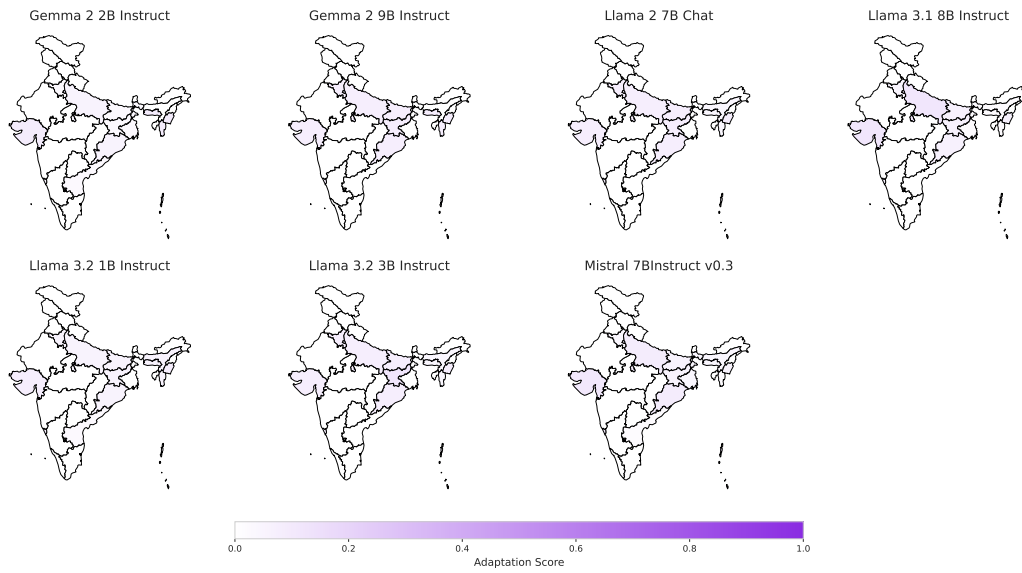 Gemma 2 2B Instruct
Gemma 2 9B Instruct
Llama 2 7B Chat
Llama 3.1 8B Instruct
Llama 3.2 1B Instruct
Llama 3.2 3B Instruct
Mistral 7BInstruct v0.3
0.0 0.2 0.4 0.6 0.8 1.0
Adaptation Score